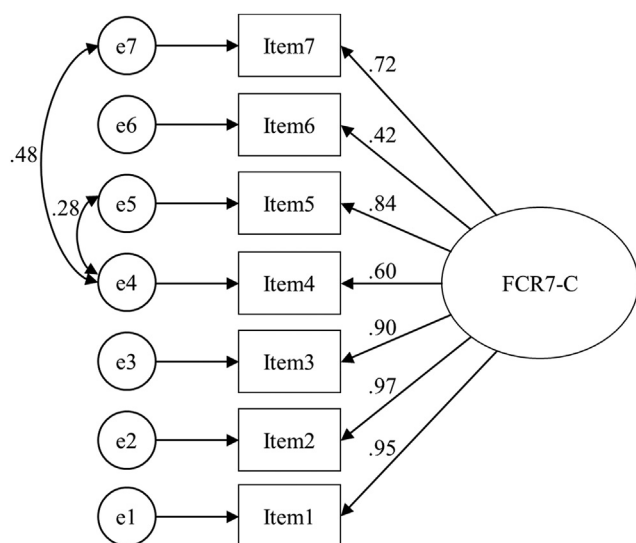 e7
Item7
.72
e6
Item6
.42
.48
.28
e5
Item5
.84
e4
Item4
.60
FCR7-C
e3
Item3
.90
e2
Item2
.97
e1
Item1
.95